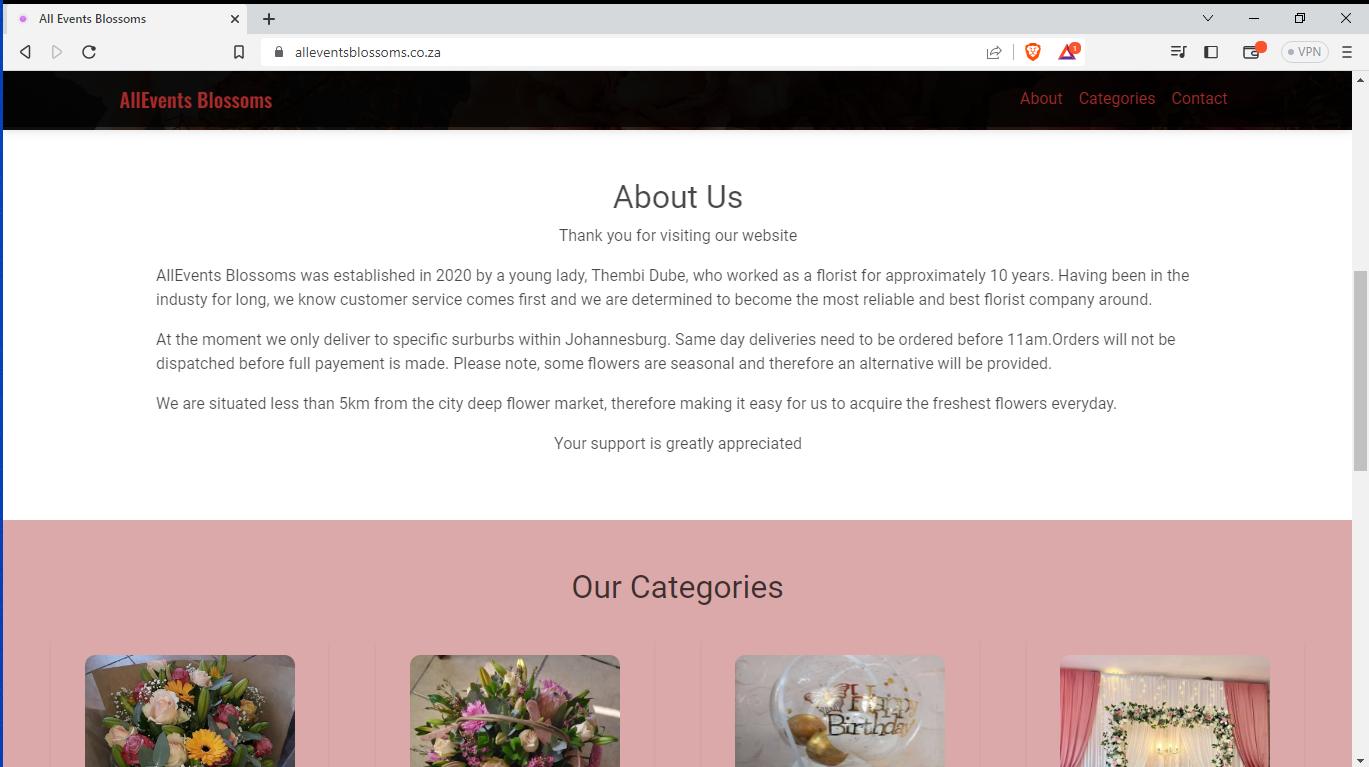 All Events Blossoms
alleventsblossoms.co.za
1
VPN
AllEvents Blossoms
About Categories Contact
About Us
Thank you for visiting our website
AllEvents Blossoms was established in 2020 by a young lady, Thembi Dube, who worked as a florist for approximately 10 years. Having been in the
industy for long, we know customer service comes first and we are determined to become the most reliable and best florist company around.
At the moment we only deliver to specific surburbs within Johannesburg. Same day deliveries need to be ordered before 11am.Orders will not be
dispatched before full payement is made. Please note, some flowers are seasonal and therefore an alternative will be provided.
We are situated less than 5km from the city deep flower market, therefore making it easy for us to acquire the freshest flowers everyday.
Your support is greatly appreciated
Our Categories
Happy
Birthday